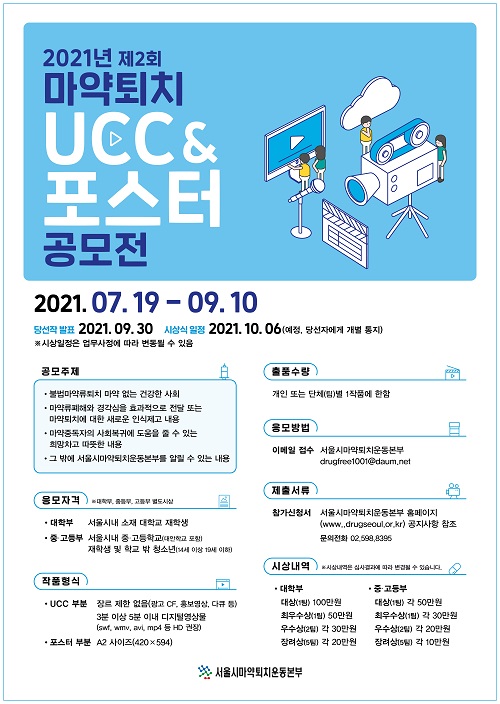 2021년 제2회
마약퇴치
UCC &
포스터
공모전
2021. 07. 19 - 09. 10
당선작 발표 2021. 09. 30 시상식 일정 2021. 10. 06(예정, 당선자에게 개별 통지)
※시상일정은 업무사정에 따라 변동될 수 있음
공모주제
• 불법마약류퇴치 마약 없는 건강한 사회
• 마약류폐해와 경각심을 효과적으로 전달 또는
마약퇴치에 대한 새로운 인식제고 내용
• 마약중독자의 사회복귀에 도움을 줄 수 있는
희망차고 따뜻한 내용
• 그 밖에 서울시마약퇴치운동본부를 알릴 수 있는 내용
응모자격 ※대학부, 중등부, 고등부 별도시상
• 대학부 서울시내 소재 대학교 재학생
• 중·고등부 서울시내 중·고등학교(대안학교 포함)
재학생 및 학교 밖 청소년(14세 이상 19세 이하)
작품형식
• UCC 부분 장르 제한 없음(광고 CF, 홍보영상, 다큐 등)
3분 이상 5분 이내 디지털영상물
(swf, wmv, avi, mp4 등 HD 권장)
• 포스터 부분 A2 사이즈(420×594)
출품수량
개인 또는 단체(팀)별 1작품에 한함
응모방법
이메일 접수 서울시마약퇴치운동본부
drugfree1001@daum.net
제출서류
참가신청서 서울시마약퇴치운동본부 홈페이지
(www,.drugseoul,or,kr) 공지사항 참조
문의전화 02.598.8395
시상내역 ※시상내역은 심사결과에 따라 변경될 수 있습니다.
• 대학부
대상(1팀) 100만원
최우수상(1팀) 50만원
우수상(2팀) 각 30만원
장려상(5팀) 각 20만원
• 중·고등부
대상(1팀) 각 50만원
최우수상(1팀) 각 30만원
우수상(2팀) 각 20만원
장려상(5팀) 각 10만원
서울시마약퇴치운동본부